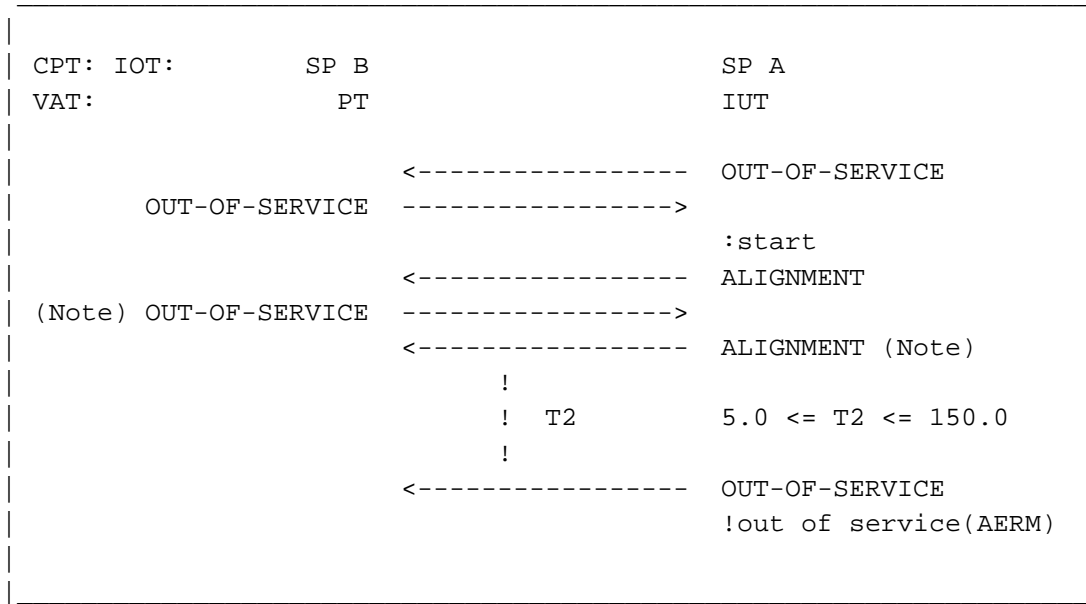 CPT: IOT: SP B SP A
VAT: PT IUT
<----------------- OUT-OF-SERVICE
OUT-OF-SERVICE ----------------->
:start
<----------------- ALIGNMENT
(Note) OUT-OF-SERVICE ----------------->
<----------------- ALIGNMENT (Note)
!
! T2 5.0 <= T2 <= 150.0
!
<----------------- OUT-OF-SERVICE
!out of service(AERM)